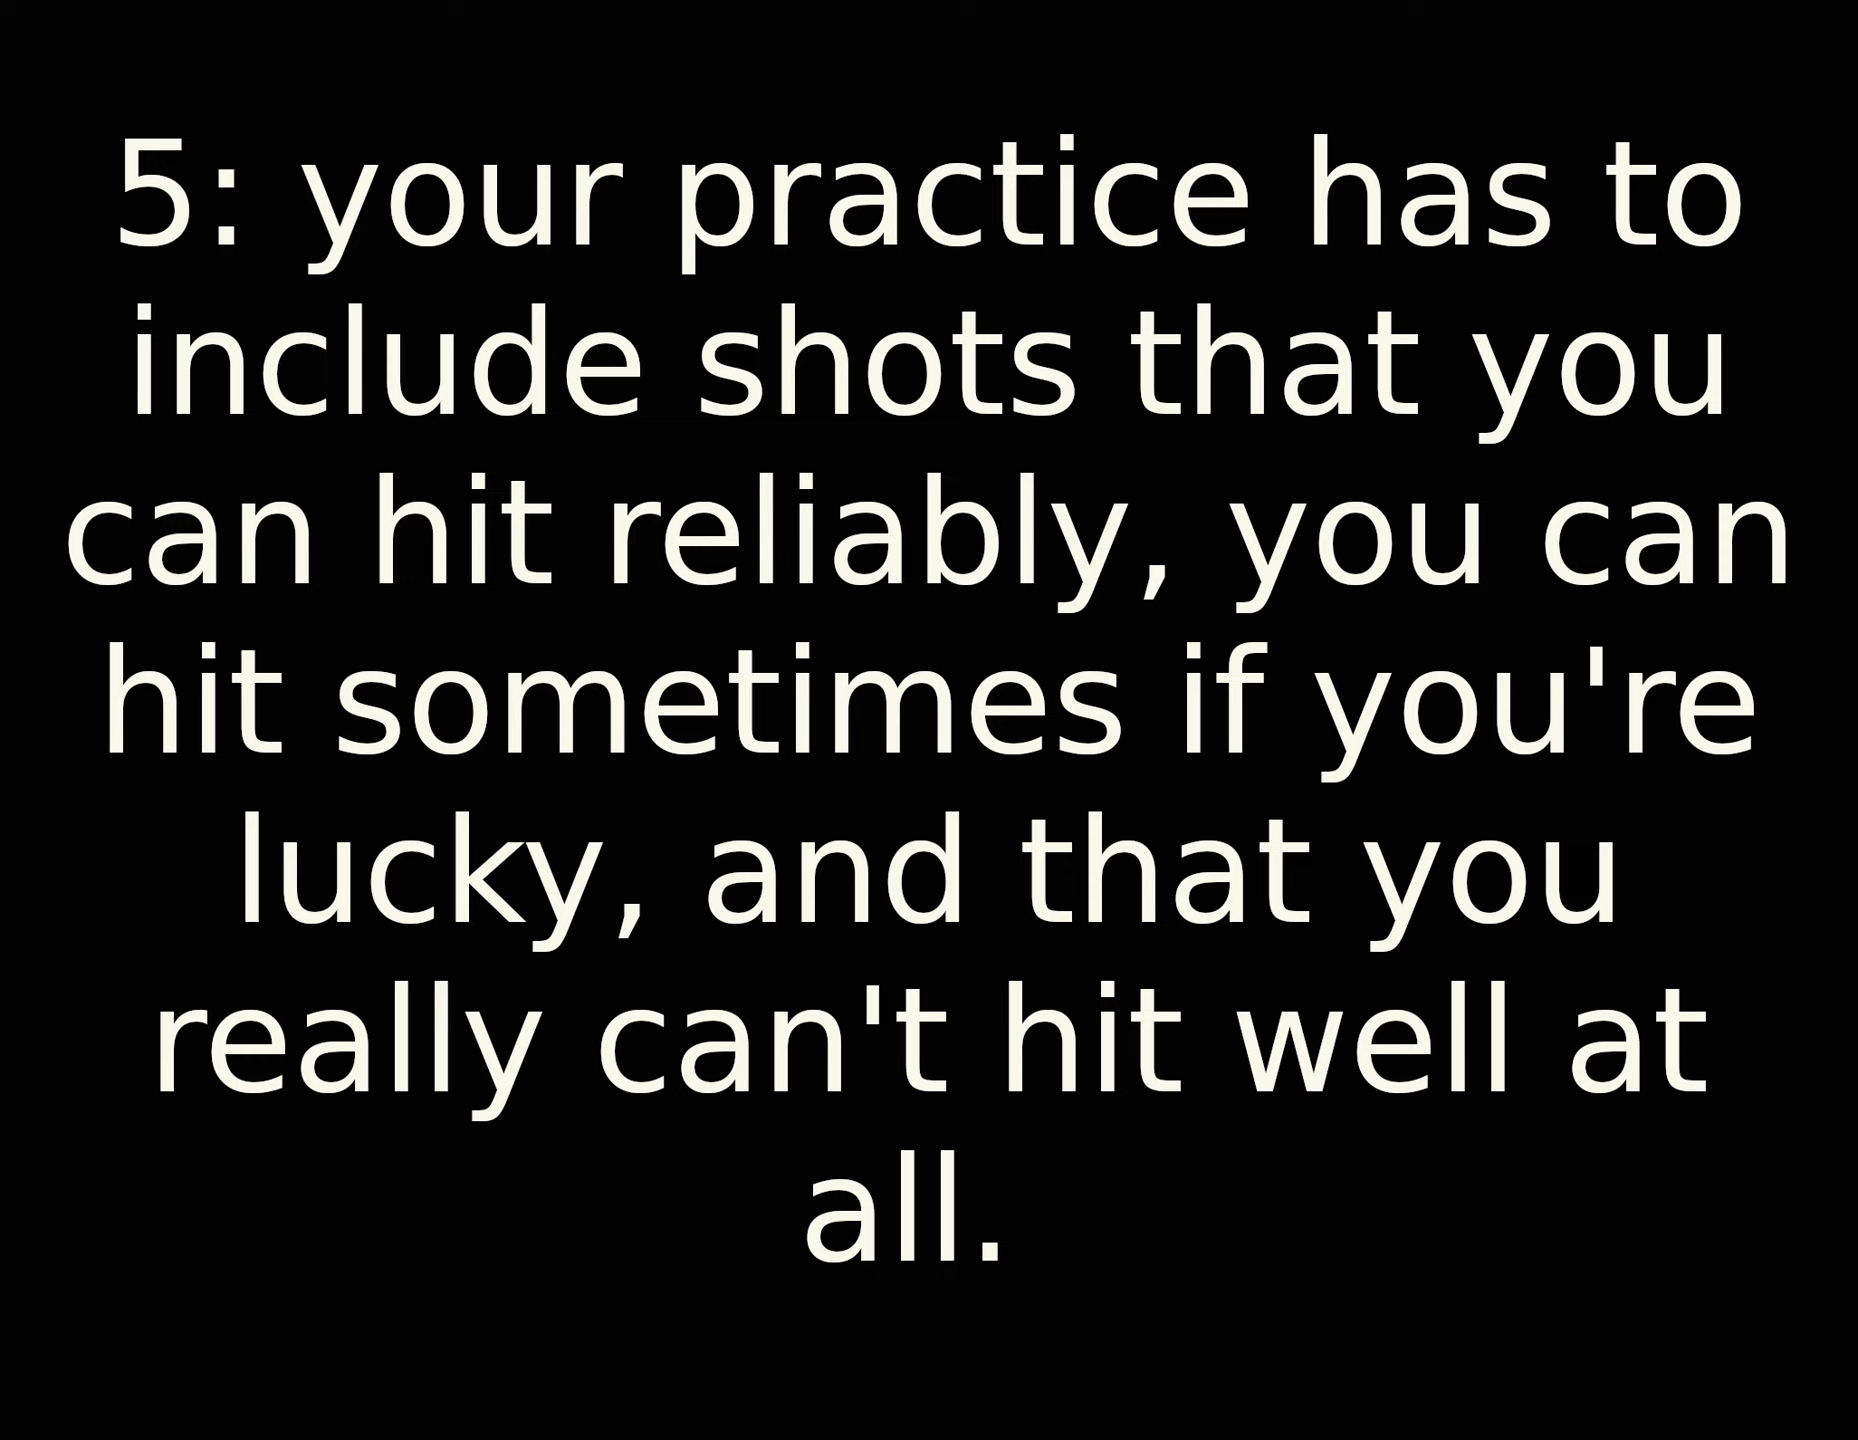 5: your practice has to
include shots that you
can hit reliably, you can
hit sometimes if you're
lucky, and that you
really can't hit well at
all.